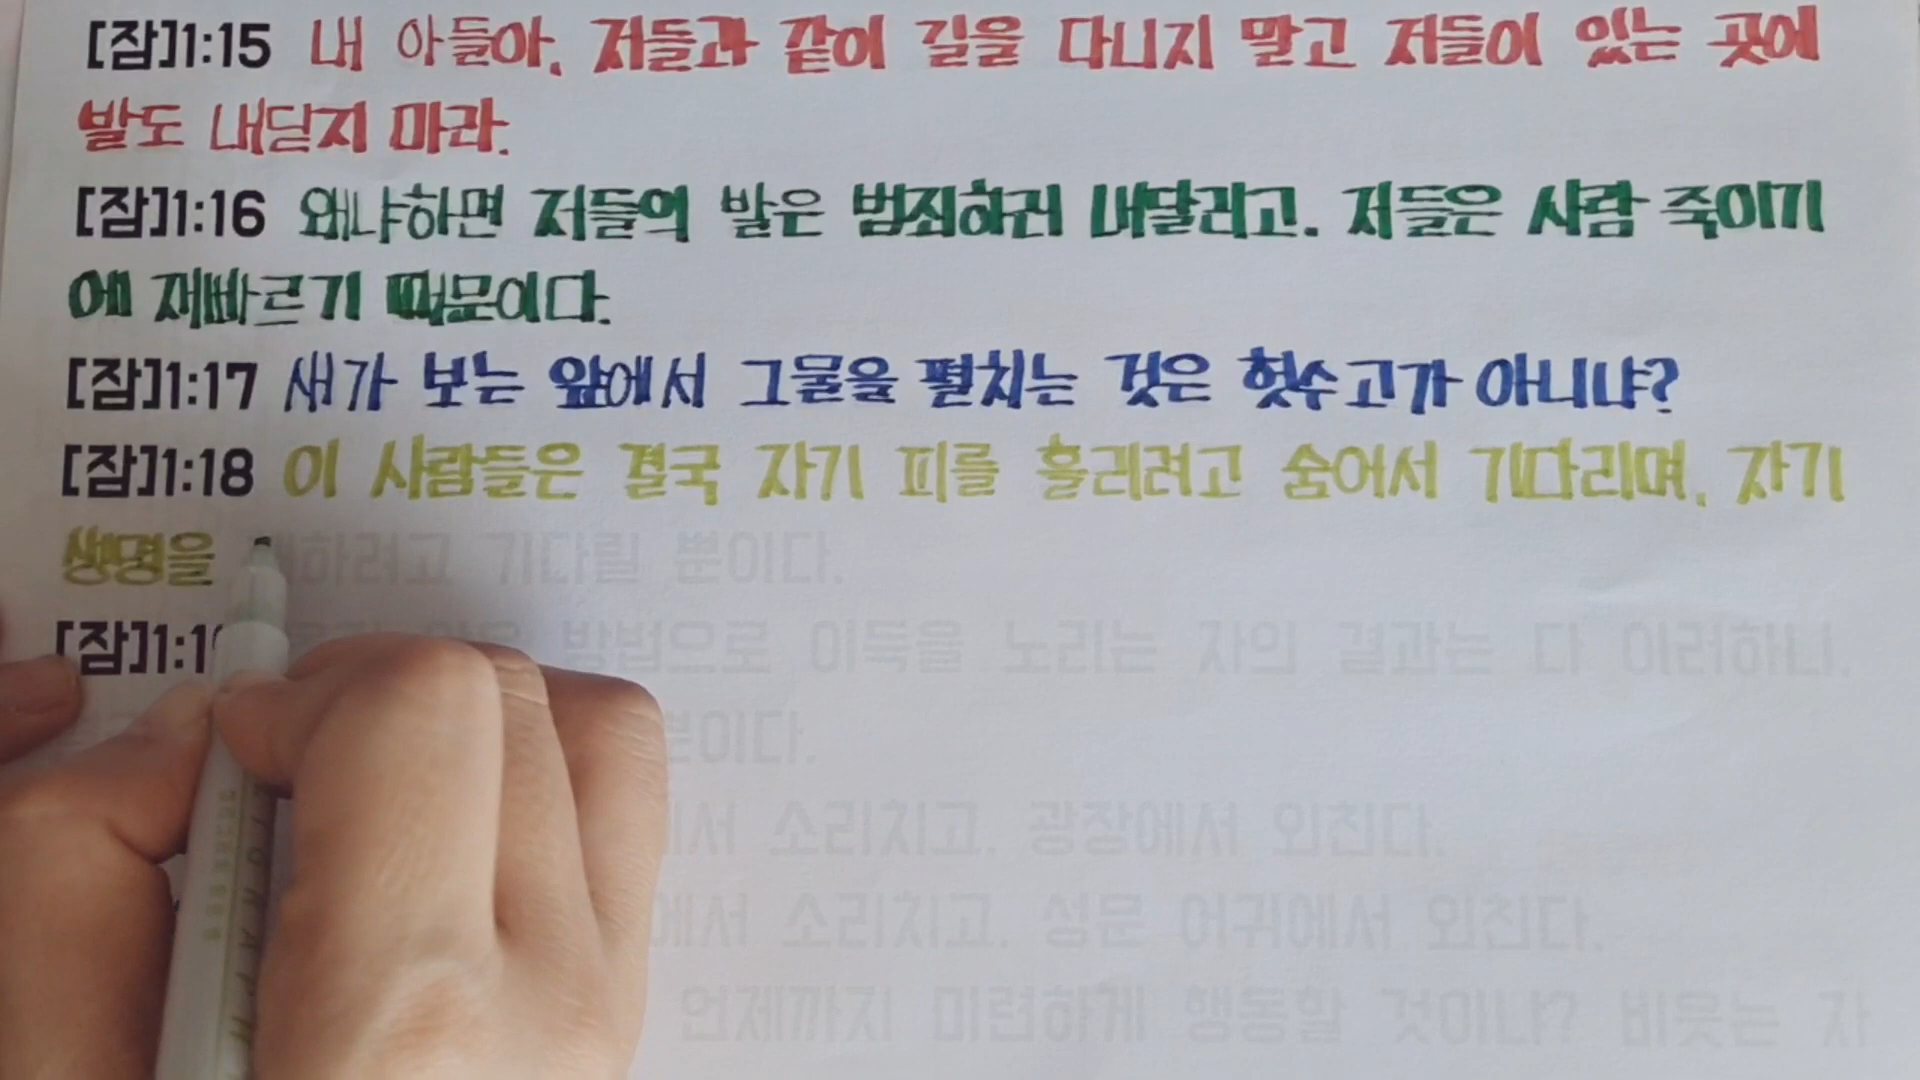 [잠]1:15 내 아들아, 저들과 같이 길을 다니지 말고 저들이 있는 곳에
발도 내딛지 마라.
[잠]1:16 왜냐하면 저들의 발은 범죄하러 내달리고, 저들은 사람 죽이기
에 재빠르기 때문이다.
[잠]1:17 새가 보는 앞에서 그물을 펼치는 것은 헛수고가 아니냐?
[잠]1:18 이 사람들은 결국 자기 피를 흘리려고 숨어서 기다리며, 자기
생명을 하려고 기다릴 뿐이다.
[잠]1:1 방법으로 이득을 노리는 자의 결과는 다 이러하니,
뿐이다.
서 소리치고, 광장에서 외친다.
에서 소리치고, 성문 어귀에서 외친다.
언제까지 미련하게 행동할 것이냐? 비웃는 자